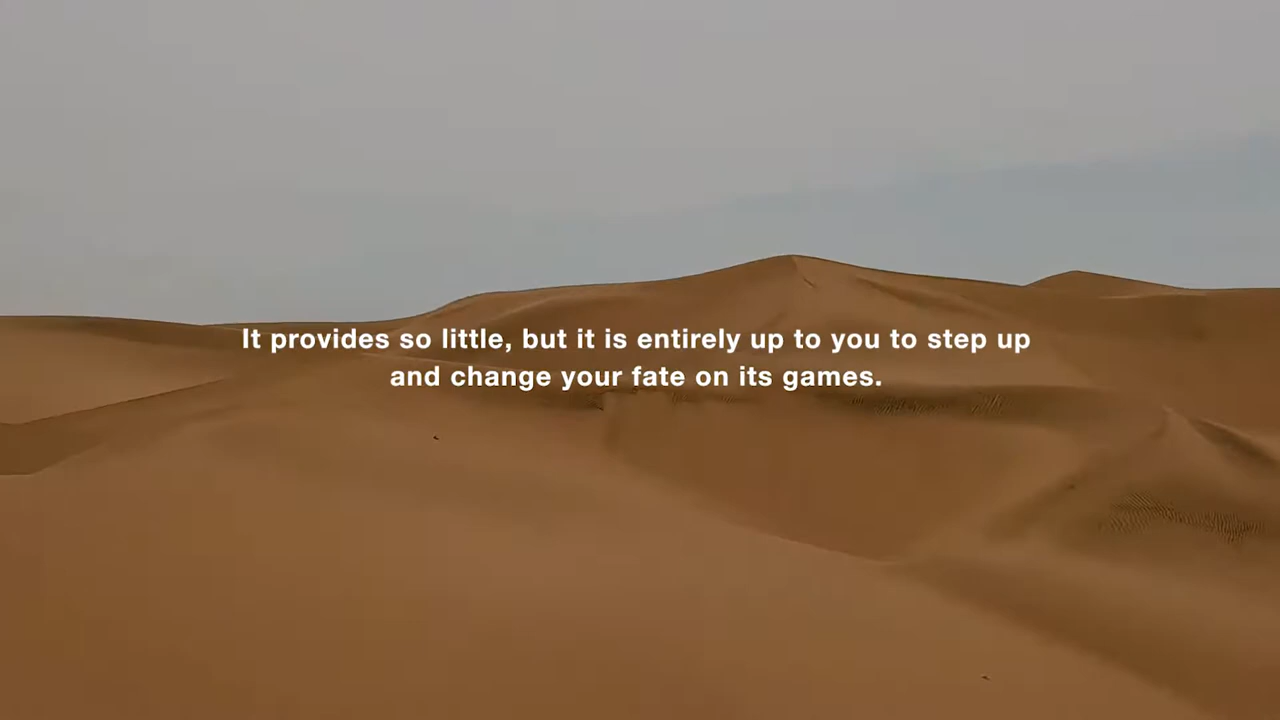 It provides so little, but it is entirely up to you to step up
and change your fate on its games.